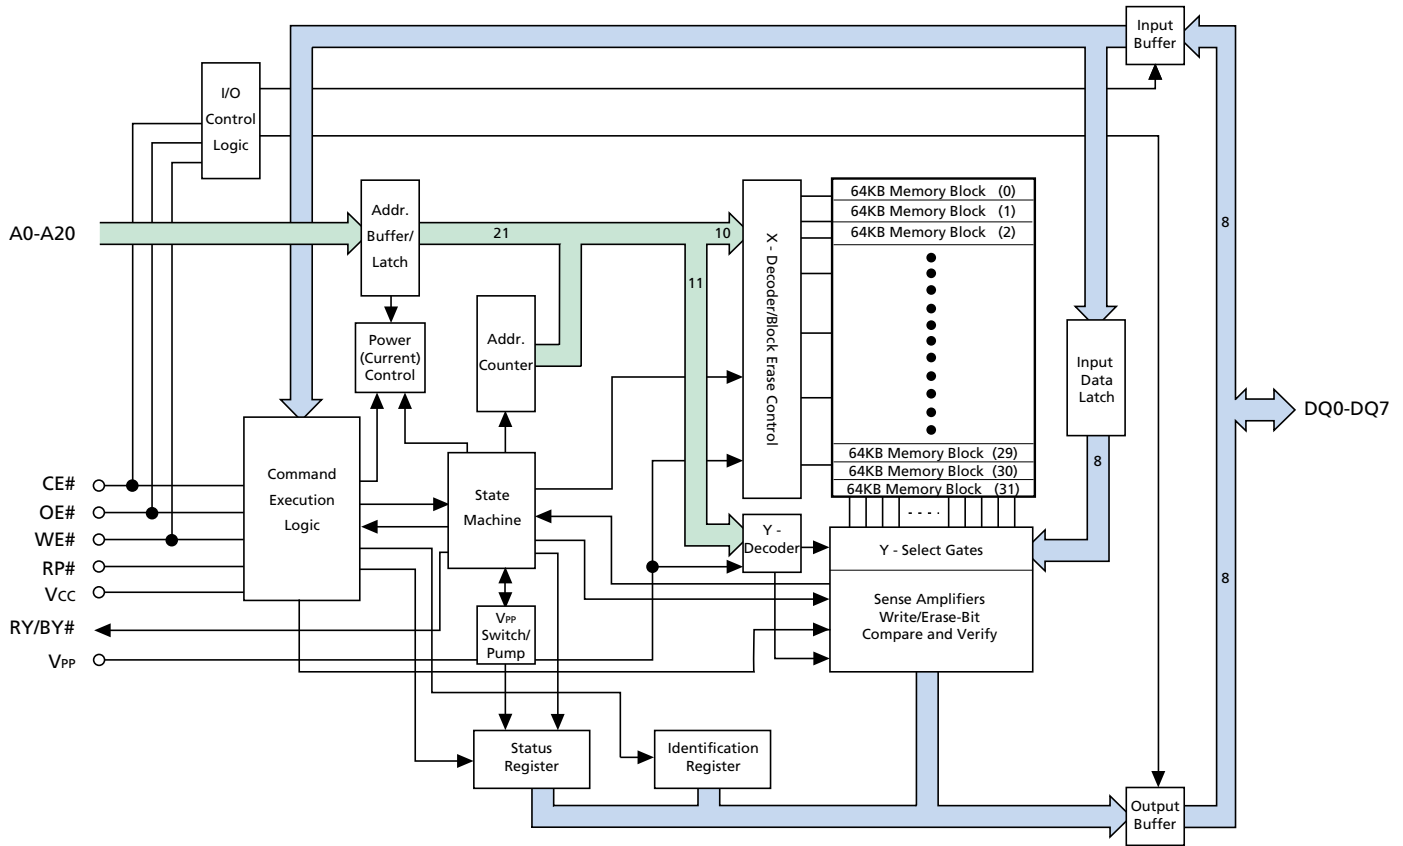 Input
Buffer
I/O
Control
Logic
A0-A20
Addr.
Buffer/
Latch
21
10
11
X - Decoder/Block Erase Control
64KB Memory Block (0)
64KB Memory Block (1)
64KB Memory Block (2)
8
Power
(Current)
Control
Addr.
Counter
Input
Data
Latch
DQ0-DQ7
64KB Memory Block (29)
64KB Memory Block (30)
64KB Memory Block (31)
8
CE#
OE#
WE#
RP#
VCC
RY/BY#
VPP
Command
Execution
Logic
State
Machine
Y -
Decoder
Y - Select Gates
Sense Amplifiers
Write/Erase-Bit
Compare and Verify
8
VPP
Switch/
Pump
Status
Register
Identification
Register
Output
Buffer